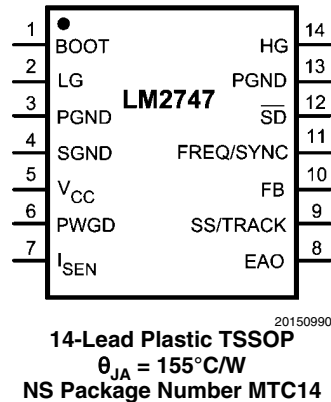 1 BOOT HG 14
2 LG PGND 13
LM2747
3 PGND S̅D̅ 12
4 SGND FREQ/SYNC 11
5 VCC FB 10
6 PWGD SS/TRACK 9
7 ISEN EAO 8
20150990
14-Lead Plastic TSSOP
θJA = 155°C/W
NS Package Number MTC14